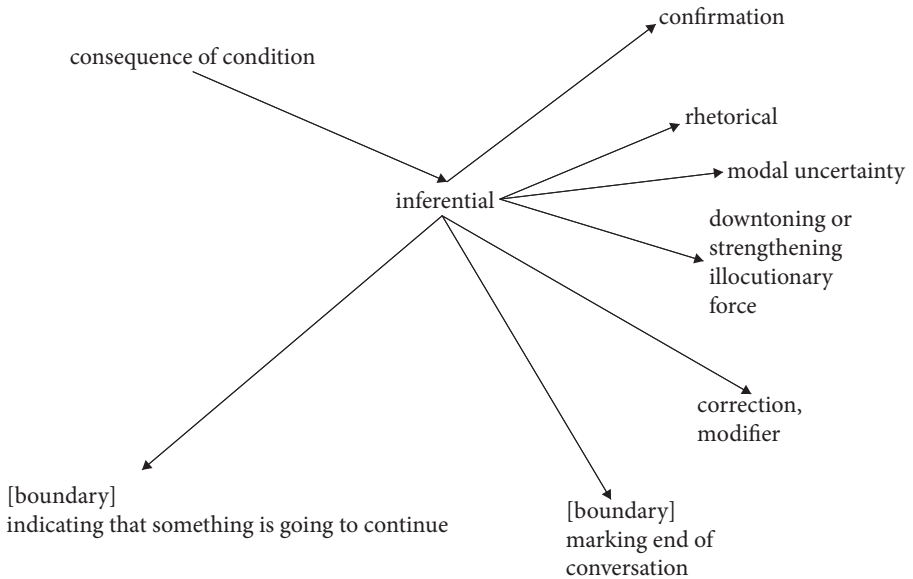 confirmation
consequence of condition
rhetorical
modal uncertainty
inferential
downtoning or
strengthening
illocutionary
force
correction,
modifier
[boundary]
indicating that something is going to continue
[boundary]
marking end of
conversation